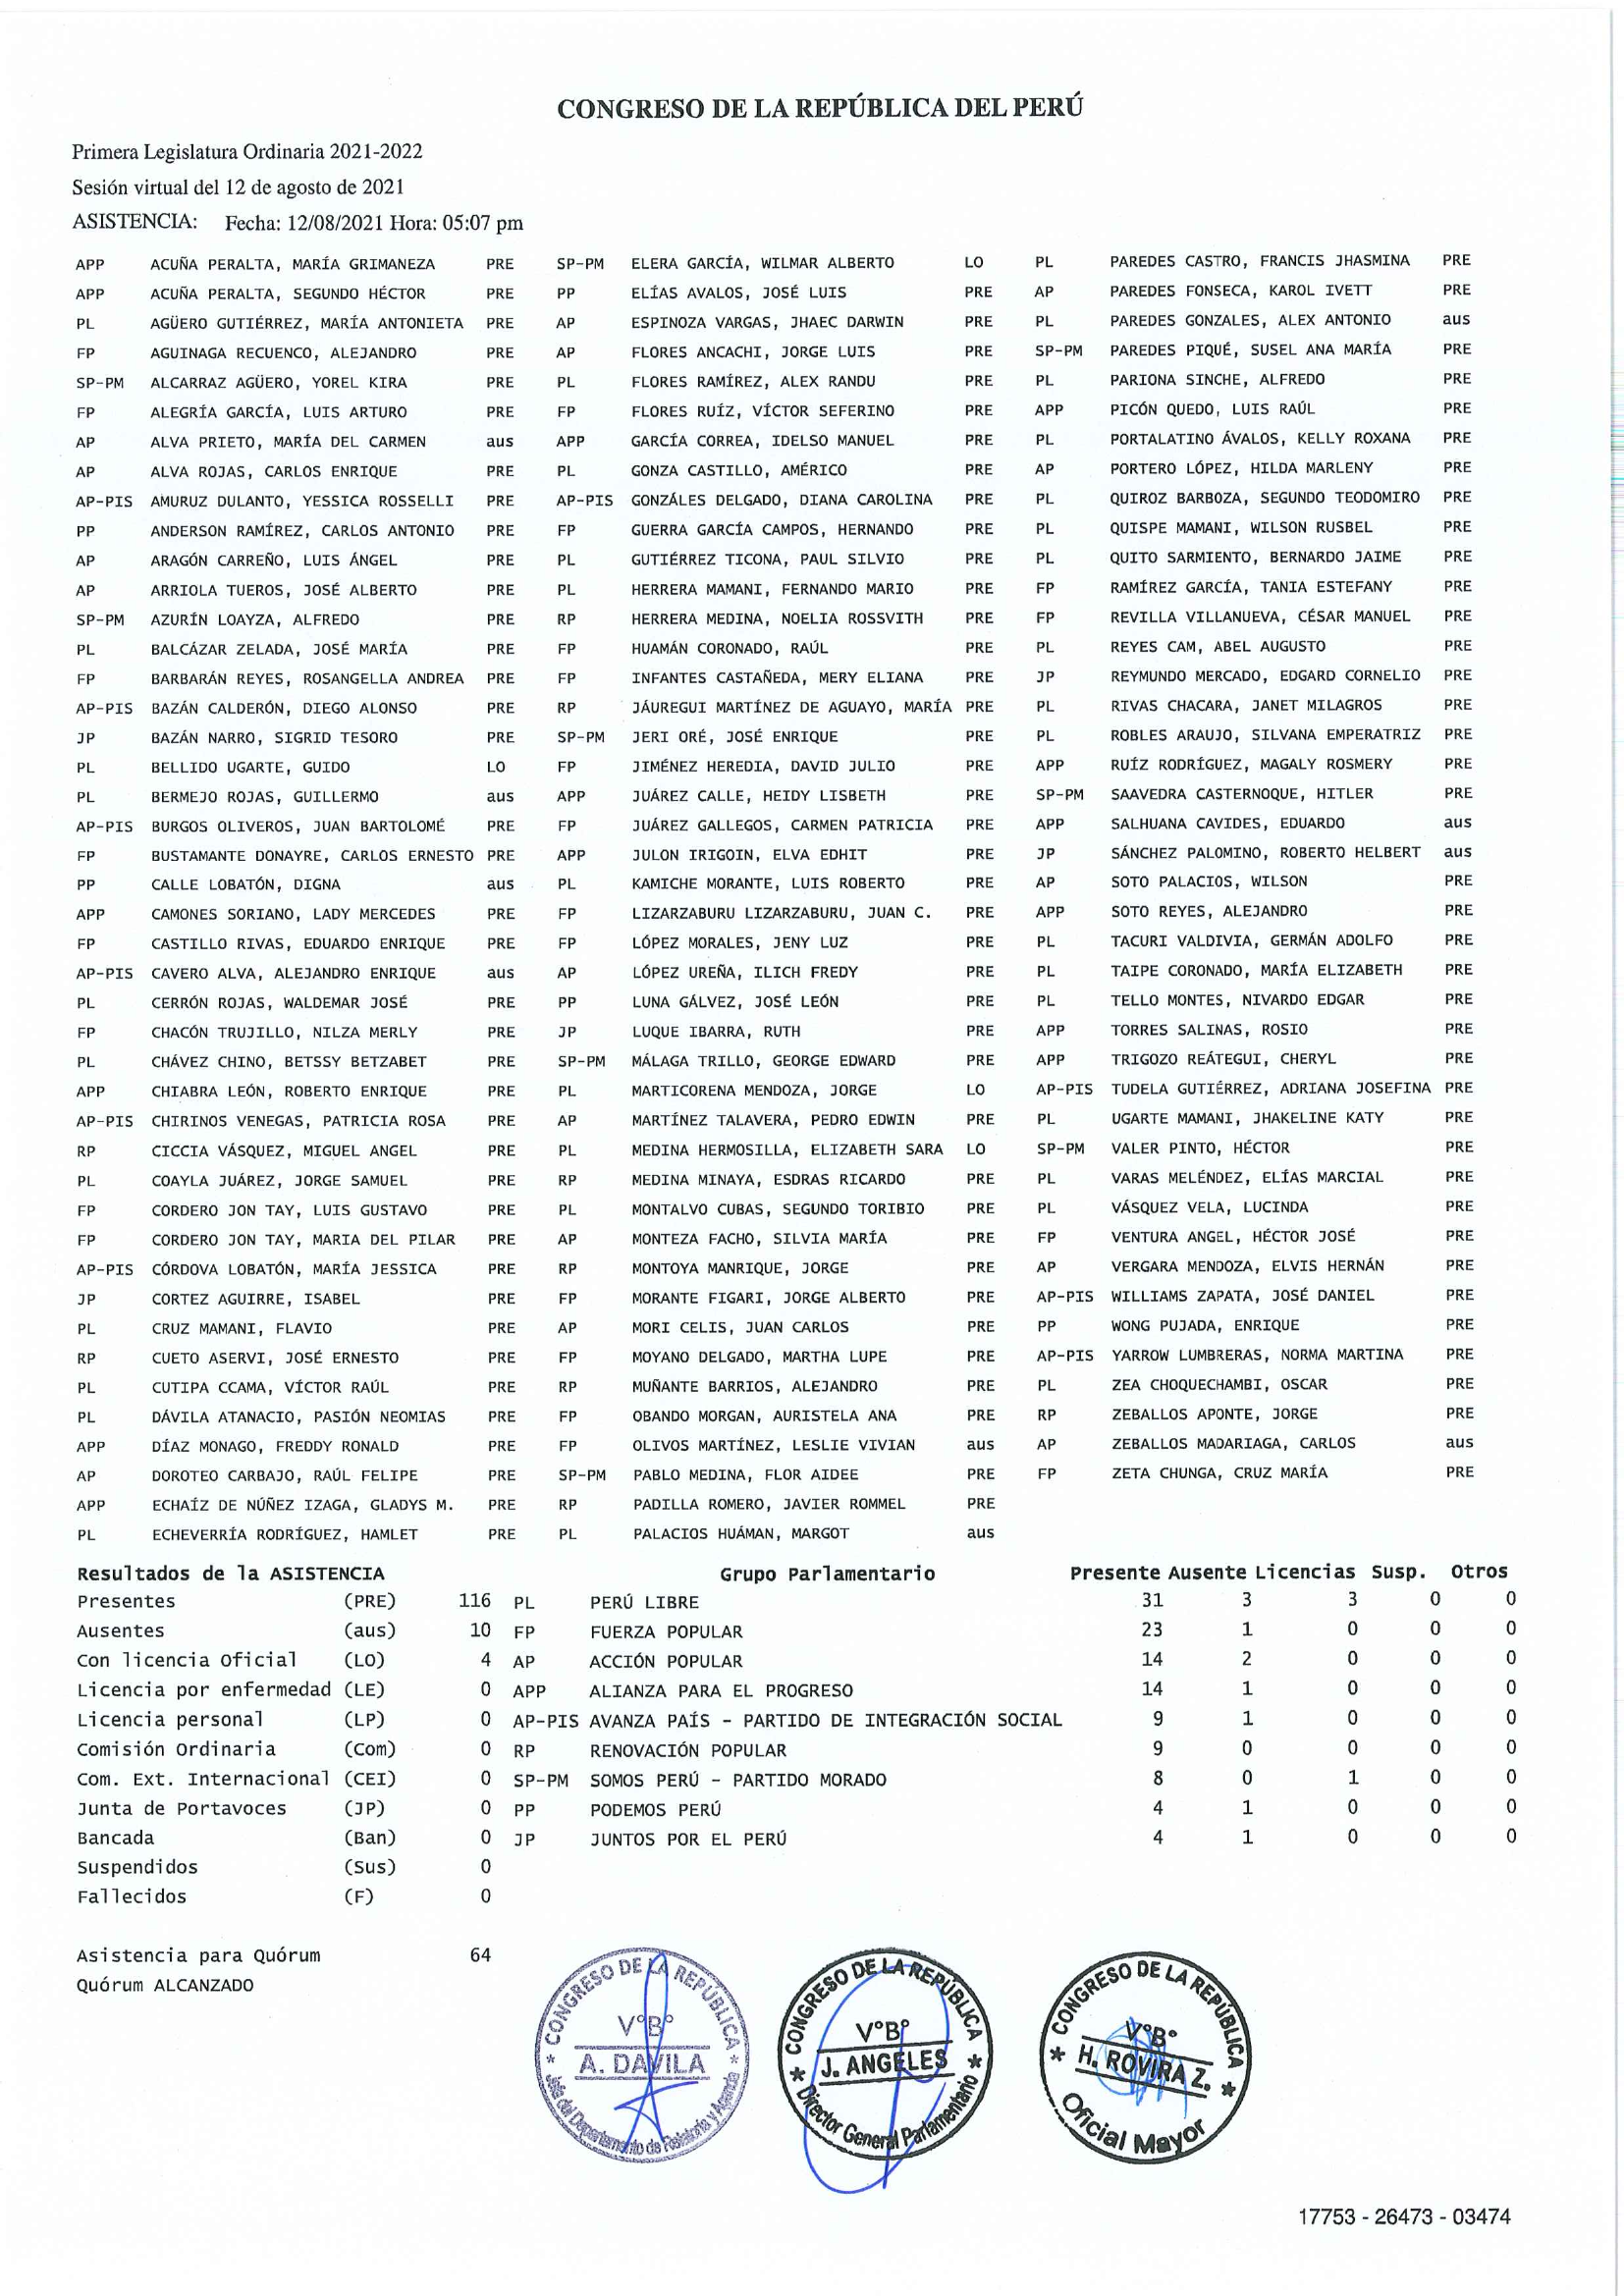 CONGRESO DE LA REPÚBLICA DEL PERÚ
Primera Legislatura Ordinaria 2021-2022
Sesión virtual del 12 de agosto de 2021
ASISTENCIA: Fecha: 12/08/2021 Hora: 05:07 pm
APP ACUÑA PERALTA, MARÍA GRIMANEZA PRE SP-PM ELERA GARCÍA, WILMAR ALBERTO LO PL PAREDES CASTRO, FRANCIS JHASMINA PRE
APP ACUÑA PERALTA, SEGUNDO HÉCTOR PRE PP ELÍAS AVALOS, JOSÉ LUIS PRE AP PAREDES FONSECA, KAROL IVETT PRE
PL AGÜERO GUTIÉRREZ, MARÍA ANTONIETA PRE AP ESPINOZA VARGAS, JHAEC DARWIN PRE PL PAREDES GONZALES, ALEX ANTONIO aus
FP AGUINAGA RECUENCO, ALEJANDRO PRE AP FLORES ANCACHI, JORGE LUIS PRE SP-PM PAREDES PIQUÉ, SUSEL ANA MARÍA PRE
SP-PM ALCARRAZ AGÜERO, YOREL KIRA PRE PL FLORES RAMÍREZ, ALEX RANDU PRE PL PARIONA SINCHE, ALFREDO PRE
FP ALEGRÍA GARCÍA, LUIS ARTURO PRE FP FLORES RUÍZ, VÍCTOR SEFERINO PRE APP PICÓN QUEDO, LUIS RAÚL PRE
AP ALVA PRIETO, MARÍA DEL CARMEN aus APP GARCÍA CORREA, IDELSO MANUEL PRE PL PORTALATINO ÁVALOS, KELLY ROXANA PRE
AP ALVA ROJAS, CARLOS ENRIQUE PRE PL GONZA CASTILLO, AMÉRICO PRE AP PORTERO LÓPEZ, HILDA MARLENY PRE
AP-PIS AMURUZ DULANTO, YESSICA ROSSELLI PRE AP-PIS GONZÁLES DELGADO, DIANA CAROLINA PRE PL QUIROZ BARBOZA, SEGUNDO TEODOMIRO PRE
PP ANDERSON RAMÍREZ, CARLOS ANTONIO PRE FP GUERRA GARCÍA CAMPOS, HERNANDO PRE PL QUISPE MAMANI, WILSON RUSBEL PRE
AP ARAGÓN CARREÑO, LUIS ÁNGEL PRE PL GUTIÉRREZ TICONA, PAUL SILVIO PRE PL QUITO SARMIENTO, BERNARDO JAIME PRE
AP ARRIOLA TUEROS, JOSÉ ALBERTO PRE PL HERRERA MAMANI, FERNANDO MARIO PRE FP RAMÍREZ GARCÍA, TANIA ESTEFANY PRE
SP-PM AZURÍN LOAYZA, ALFREDO PRE RP HERRERA MEDINA, NOELIA ROSSVITH PRE FP REVILLA VILLANUEVA, CÉSAR MANUEL PRE
PL BALCÁZAR ZELADA, JOSÉ MARÍA PRE FP HUAMÁN CORONADO, RAÚL PRE PL REYES CAM, ABEL AUGUSTO PRE
FP BARBARÁN REYES, ROSANGELLA ANDREA PRE FP INFANTES CASTAÑEDA, MERY ELIANA PRE JP REYMUNDO MERCADO, EDGARD CORNELIO PRE
AP-PIS BAZÁN CALDERÓN, DIEGO ALONSO PRE RP JÁUREGUI MARTÍNEZ DE AGUAYO, MARÍA PRE PL RIVAS CHACARA, JANET MILAGROS PRE
JP BAZÁN NARRO, SIGRID TESORO PRE SP-PM JERI ORÉ, JOSÉ ENRIQUE PRE PL ROBLES ARAUJO, SILVANA EMPERATRIZ PRE
PL BELLIDO UGARTE, GUIDO LO FP JIMÉNEZ HEREDIA, DAVID JULIO PRE APP RUÍZ RODRÍGUEZ, MAGALY ROSMERY PRE
PL BERMEJO ROJAS, GUILLERMO aus APP JUÁREZ CALLE, HEIDY LISBETH PRE SP-PM SAAVEDRA CASTERNOQUE, HITLER PRE
AP-PIS BURGOS OLIVEROS, JUAN BARTOLOMÉ PRE FP JUÁREZ GALLEGOS, CARMEN PATRICIA PRE APP SALHUANA CAVIDES, EDUARDO aus
FP BUSTAMANTE DONAYRE, CARLOS ERNESTO PRE APP JULON IRIGOIN, ELVA EDHIT PRE JP SÁNCHEZ PALOMINO, ROBERTO HELBERT aus
PP CALLE LOBATÓN, DIGNA aus PL KAMICHE MORANTE, LUIS ROBERTO PRE AP SOTO PALACIOS, WILSON PRE
APP CAMONES SORIANO, LADY MERCEDES PRE FP LIZARZABURU LIZARZABURU, JUAN C. PRE APP SOTO REYES, ALEJANDRO PRE
FP CASTILLO RIVAS, EDUARDO ENRIQUE PRE FP LÓPEZ MORALES, JENY LUZ PRE PL TACURI VALDIVIA, GERMÁN ADOLFO PRE
AP-PIS CAVERO ALVA, ALEJANDRO ENRIQUE aus AP LÓPEZ UREÑA, ILICH FREDY PRE PL TAIPE CORONADO, MARÍA ELIZABETH PRE
PL CERRÓN ROJAS, WALDEMAR JOSÉ PRE PP LUNA GÁLVEZ, JOSÉ LEÓN PRE PL TELLO MONTES, NIVARDO EDGAR PRE
FP CHACÓN TRUJILLO, NILZA MERLY PRE JP LUQUE IBARRA, RUTH PRE APP TORRES SALINAS, ROSIO PRE
PL CHÁVEZ CHINO, BETSSY BETZABET PRE SP-PM MÁLAGA TRILLO, GEORGE EDWARD PRE APP TRIGOZO REÁTEGUI, CHERYL PRE
APP CHIABRA LEÓN, ROBERTO ENRIQUE PRE PL MARTICORENA MENDOZA, JORGE LO AP-PIS TUDELA GUTIÉRREZ, ADRIANA JOSEFINA PRE
AP-PIS CHIRINOS VENEGAS, PATRICIA ROSA PRE AP MARTÍNEZ TALAVERA, PEDRO EDWIN PRE PL UGARTE MAMANI, JHAKELINE KATY PRE
RP CICCIA VÁSQUEZ, MIGUEL ANGEL PRE PL MEDINA HERMOSILLA, ELIZABETH SARA LO SP-PM VALER PINTO, HÉCTOR PRE
PL COAYLA JUÁREZ, JORGE SAMUEL PRE RP MEDINA MINAYA, ESDRAS RICARDO PRE PL VARAS MELÉNDEZ, ELÍAS MARCIAL PRE
FP CORDERO JON TAY, LUIS GUSTAVO PRE PL MONTALVO CUBAS, SEGUNDO TORIBIO PRE PL VÁSQUEZ VELA, LUCINDA PRE
FP CORDERO JON TAY, MARIA DEL PILAR PRE AP MONTEZA FACHO, SILVIA MARÍA PRE FP VENTURA ANGEL, HÉCTOR JOSÉ PRE
AP-PIS CÓRDOVA LOBATÓN, MARÍA JESSICA PRE RP MONTOYA MANRIQUE, JORGE PRE AP VERGARA MENDOZA, ELVIS HERNÁN PRE
JP CORTEZ AGUIRRE, ISABEL PRE FP MORANTE FIGARI, JORGE ALBERTO PRE AP-PIS WILLIAMS ZAPATA, JOSÉ DANIEL PRE
PL CRUZ MAMANI, FLAVIO PRE AP MORI CELIS, JUAN CARLOS PRE PP WONG PUJADA, ENRIQUE PRE
RP CUETO ASERVI, JOSÉ ERNESTO PRE FP MOYANO DELGADO, MARTHA LUPE PRE AP-PIS YARROW LUMBRERAS, NORMA MARTINA PRE
PL CUTIPA CCAMA, VÍCTOR RAÚL PRE RP MUÑANTE BARRIOS, ALEJANDRO PRE PL ZEA CHOQUECHAMBI, OSCAR PRE
PL DÁVILA ATANACIO, PASIÓN NEOMIAS PRE FP OBANDO MORGAN, AURISTELA ANA PRE RP ZEBALLOS APONTE, JORGE PRE
APP DÍAZ MONAGO, FREDDY RONALD PRE FP OLIVOS MARTÍNEZ, LESLIE VIVIAN aus AP ZEBALLOS MADARIAGA, CARLOS aus
AP DOROTEO CARBAJO, RAÚL FELIPE PRE SP-PM PABLO MEDINA, FLOR AIDEE PRE FP ZETA CHUNGA, CRUZ MARÍA PRE
APP ECHAÍZ DE NÚÑEZ IZAGA, GLADYS M. PRE RP PADILLA ROMERO, JAVIER ROMMEL PRE
PL ECHEVERRÍA RODRÍGUEZ, HAMLET PRE PL PALACIOS HUÁMAN, MARGOT aus
Resultados de la ASISTENCIA Grupo Parlamentario Presente Ausente Licencias Susp. Otros
Presentes (PRE) 116 PL PERÚ LIBRE 31 3 3 0 0
Ausentes (aus) 10 FP FUERZA POPULAR 23 1 0 0 0
Con licencia Oficial (LO) 4 AP ACCIÓN POPULAR 14 2 0 0 0
Licencia por enfermedad (LE) 0 APP ALIANZA PARA EL PROGRESO 14 1 0 0 0
Licencia personal (LP) 0 AP-PIS AVANZA PAÍS - PARTIDO DE INTEGRACIÓN SOCIAL 9 1 0 0 0
Comisión Ordinaria (Com) 0 RP RENOVACIÓN POPULAR 9 0 0 0 0
Com. Ext. Internacional (CEI) 0 SP-PM SOMOS PERÚ - PARTIDO MORADO 8 0 1 0 0
Junta de Portavoces (JP) 0 PP PODEMOS PERÚ 4 1 0 0 0
Bancada (Ban) 0 JP JUNTOS POR EL PERÚ 4 1 0 0 0
Suspendidos (Sus) 0
Fallecidos (F) 0
Asistencia para Quórum 64
Quórum ALCANZADO
CONGRESO DE LA REPÚBLICA
V°B°
A. DAVILA
Jefa del Departamento de Relatoría y Agenda
CONGRESO DE LA REPÚBLICA
V°B°
J. ANGELES
Director General Parlamentario
CONGRESO DE LA REPÚBLICA
V°B°
H. ROVIRA Z.
Oficial Mayor
17753 - 26473 - 03474